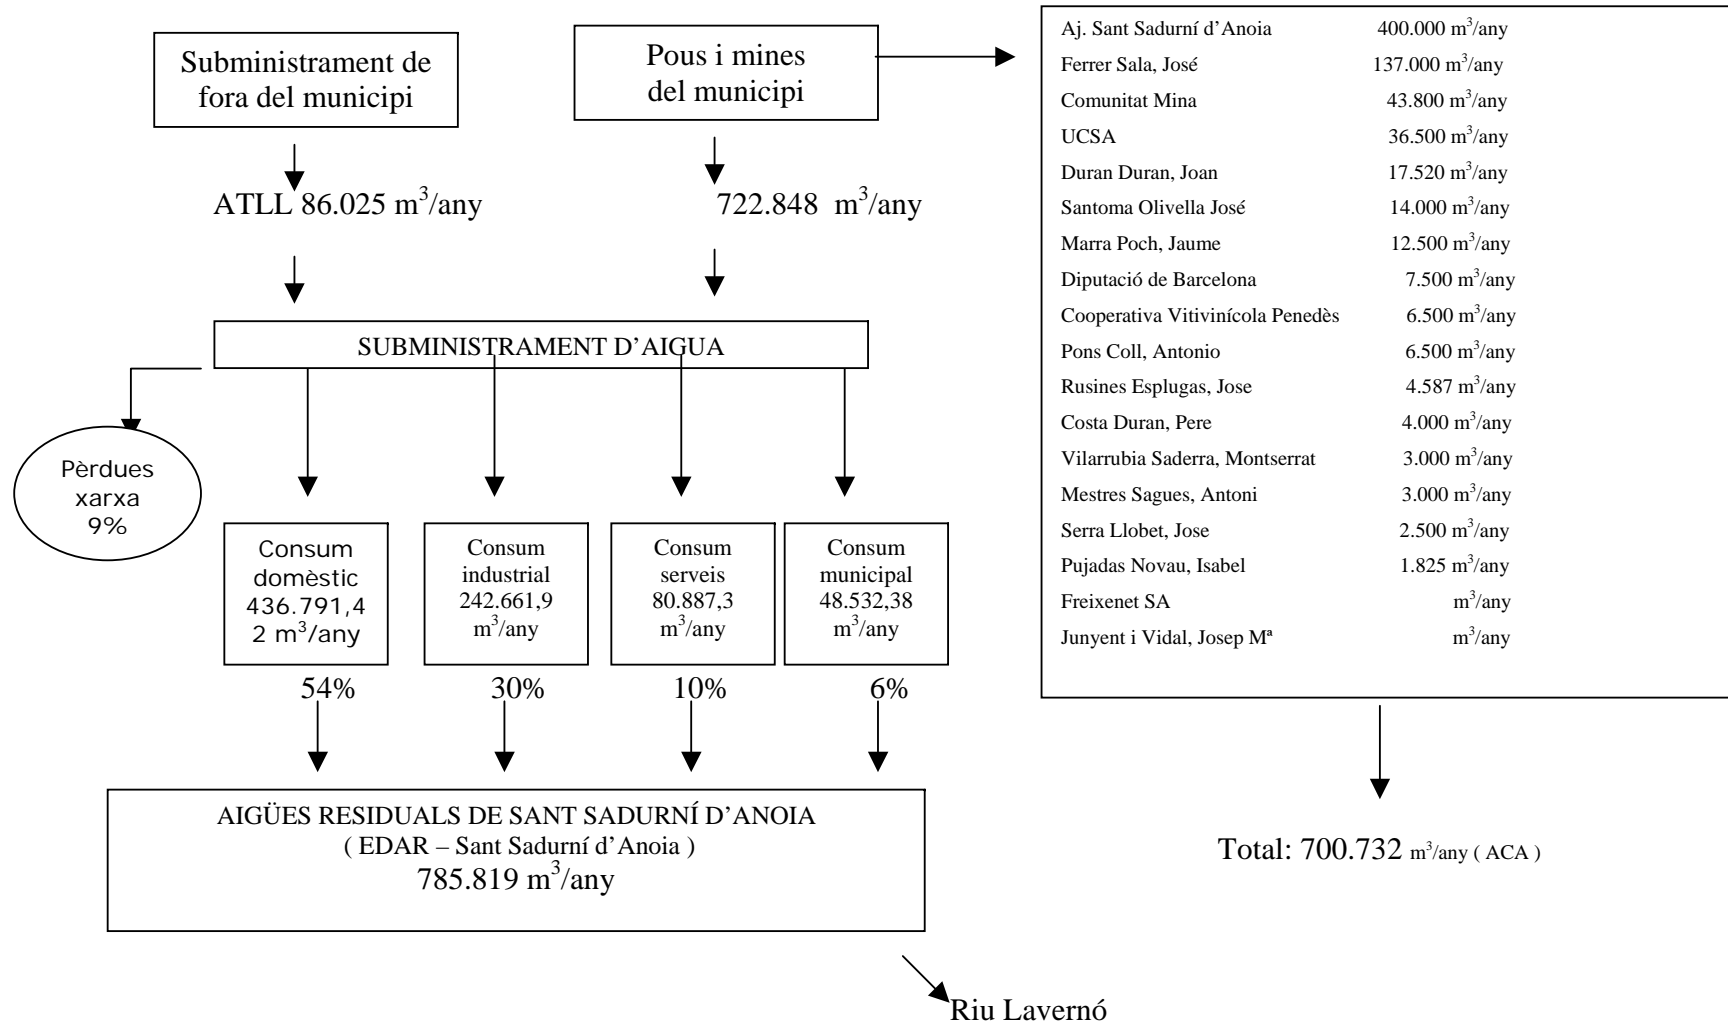 Subministrament de
fora del municipi
Pous i mines
del municipi
ATLL 86.025 m³/any
722.848 m³/any
SUBMINISTRAMENT D’AIGUA
Pèrdues
xarxa
9%
Consum
domèstic
436.791,4
2 m³/any
Consum
industrial
242.661,9
m³/any
Consum
serveis
80.887,3
m³/any
Consum
municipal
48.532,38
m³/any
54%
30%
10%
6%
AIGÜES RESIDUALS DE SANT SADURNÍ D’ANOIA
( EDAR – Sant Sadurní d’Anoia )
785.819 m³/any
Riu Lavernó
Aj. Sant Sadurní d’Anoia 400.000 m³/any
Ferrer Sala, José 137.000 m³/any
Comunitat Mina 43.800 m³/any
UCSA 36.500 m³/any
Duran Duran, Joan 17.520 m³/any
Santoma Olivella José 14.000 m³/any
Marra Poch, Jaume 12.500 m³/any
Diputació de Barcelona 7.500 m³/any
Cooperativa Vitivinícola Penedès 6.500 m³/any
Pons Coll, Antonio 6.500 m³/any
Rusines Esplugas, Jose 4.587 m³/any
Costa Duran, Pere 4.000 m³/any
Vilarrubia Saderra, Montserrat 3.000 m³/any
Mestres Sagues, Antoni 3.000 m³/any
Serra Llobet, Jose 2.500 m³/any
Pujadas Novau, Isabel 1.825 m³/any
Freixenet SA m³/any
Junyent i Vidal, Josep Mª m³/any
Total: 700.732 m³/any ( ACA )